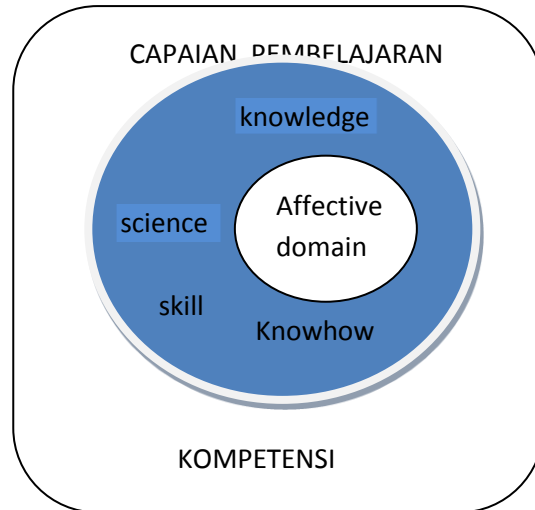 CAPAIAN PEMBELAJARAN
knowledge
Affective
domain
science
skill
Knowhow
KOMPETENSI